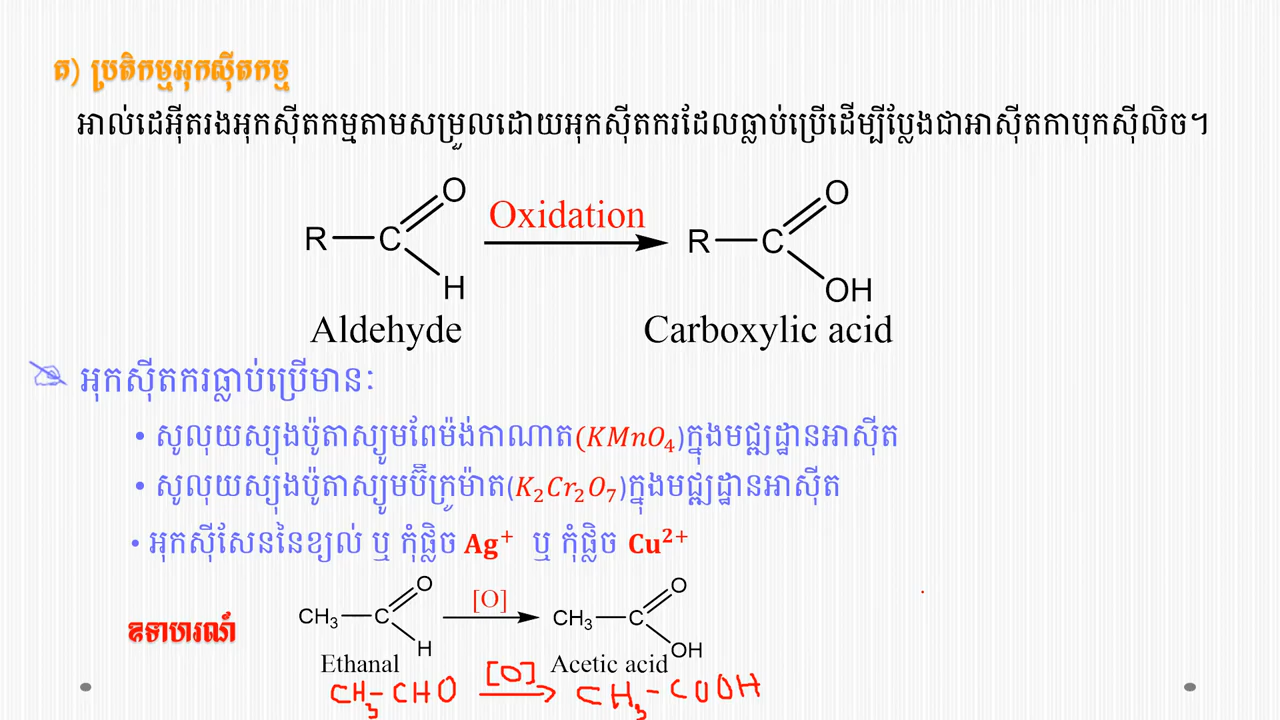 គ) ប្រតិកម្មអុកស៊ីតកម្ម
អាល់ដេអ៊ីតរងអុកស៊ីតកម្មតាមសម្រួលដោយអុកស៊ីតករដែលធ្លាប់ប្រើដើម្បីប្លែងជាអាស៊ីតកាបុកស៊ីលិច។
R—C(=O)—H Oxidation → R—C(=O)—OH
Aldehyde Carboxylic acid
អុកស៊ីតករធ្លាប់ប្រើមានៈ
• សូលុយស្យុងប៉ូតាស្យូមពែម៉ង់កាណាត(KMnO₄)ក្នុងមជ្ឈដ្ឋានអាស៊ីត
• សូលុយស្យុងប៉ូតាស្យូមប៊ីក្រូម៉ាត(K₂Cr₂O₇)ក្នុងមជ្ឈដ្ឋានអាស៊ីត
• អុកស៊ីសែននៃខ្យល់ ឬ កុំផ្លិច Ag⁺ ឬ កុំផ្លិច Cu²⁺
ឧទាហរណ៍
CH₃—C(=O)—H [O] → CH₃—C(=O)—OH
Ethanal Acetic acid
CH₃-CHO [O] → CH₃-COOH